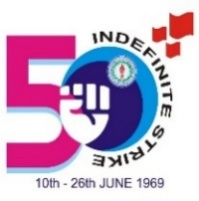 50
INDEFINITE STRIKE
10th - 26th JUNE 1969